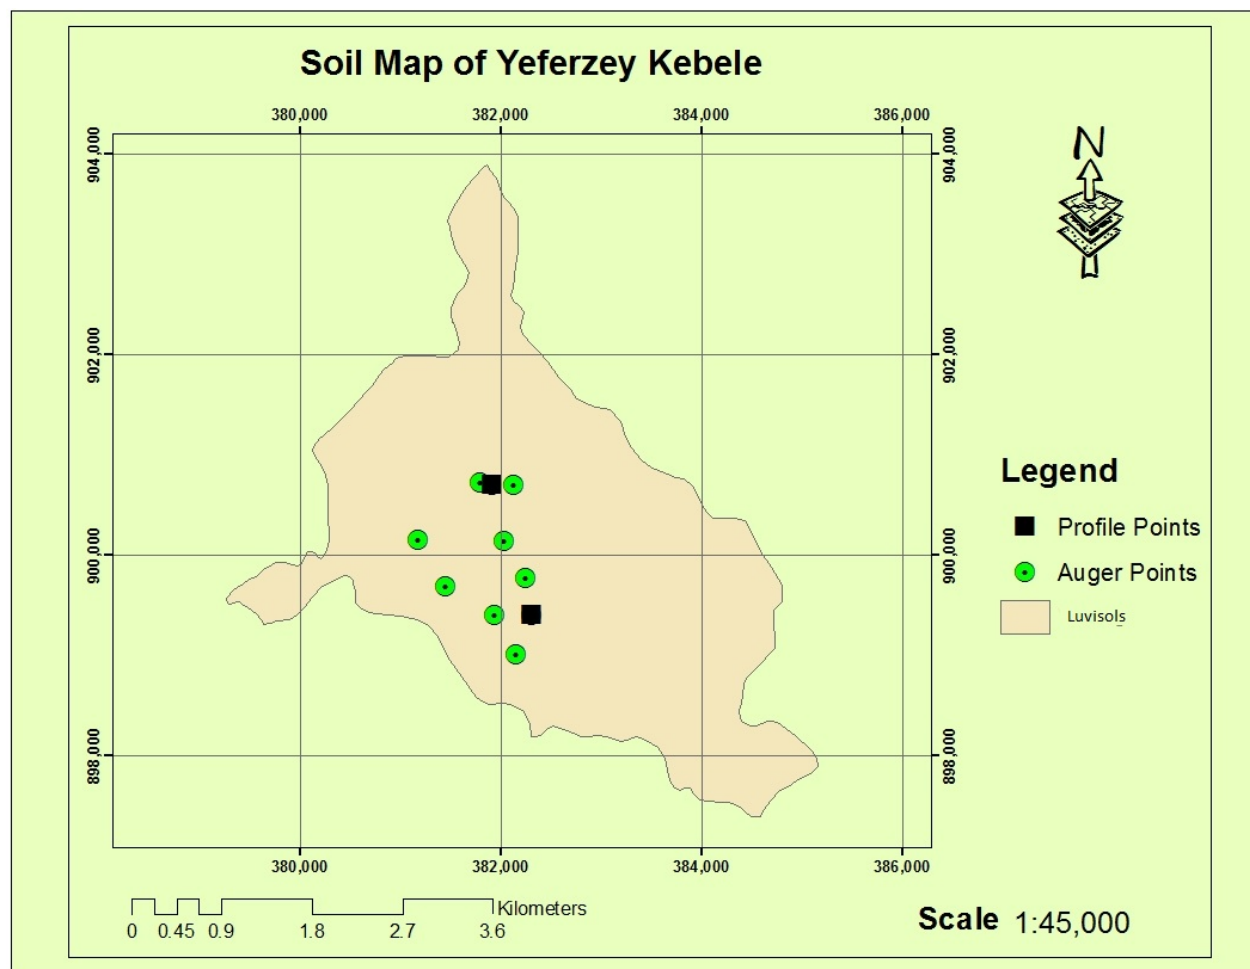 Soil Map of Yeferzey Kebele
380,000 382,000 384,000 386,000
904,000 904,000
N
902,000 902,000
Legend
Profile Points
900,000 900,000
Auger Points
Luvisols
898,000 898,000
380,000 382,000 384,000 386,000
Kilometers
0 0.45 0.9 1.8 2.7 3.6
Scale 1:45,000